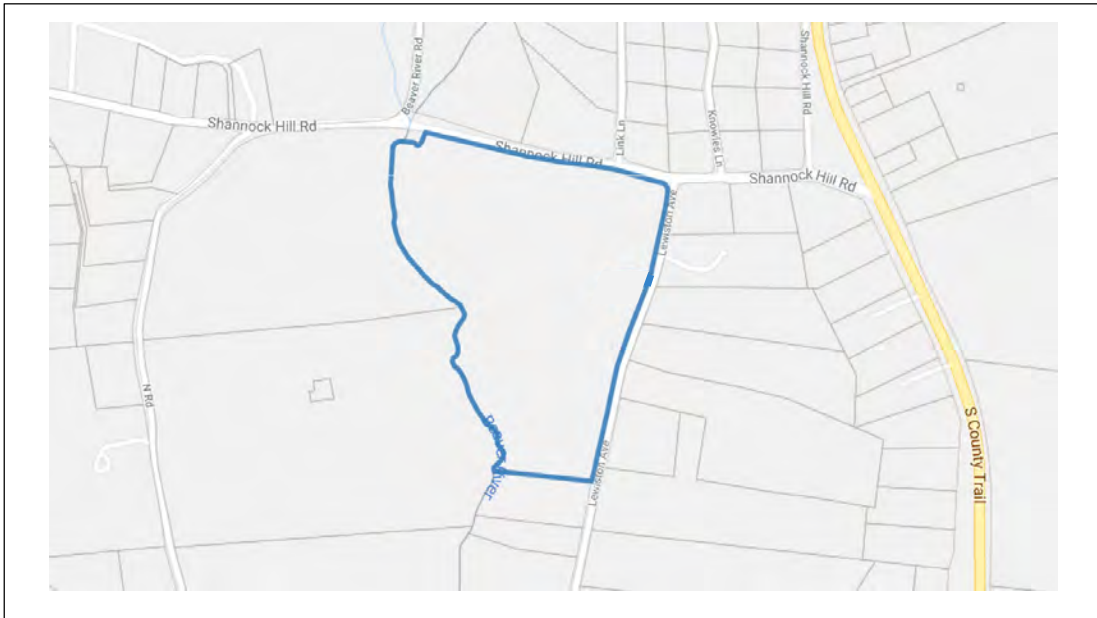 Beaver River Rd
Shannock Hill Rd
Shannock Hill Rd
Link Ln
Knowles Ln
Shannock Hill Rd
Shannock Hill Rd
Lewiston Ave
N Rd
River
Lewiston Ave
S County Trail